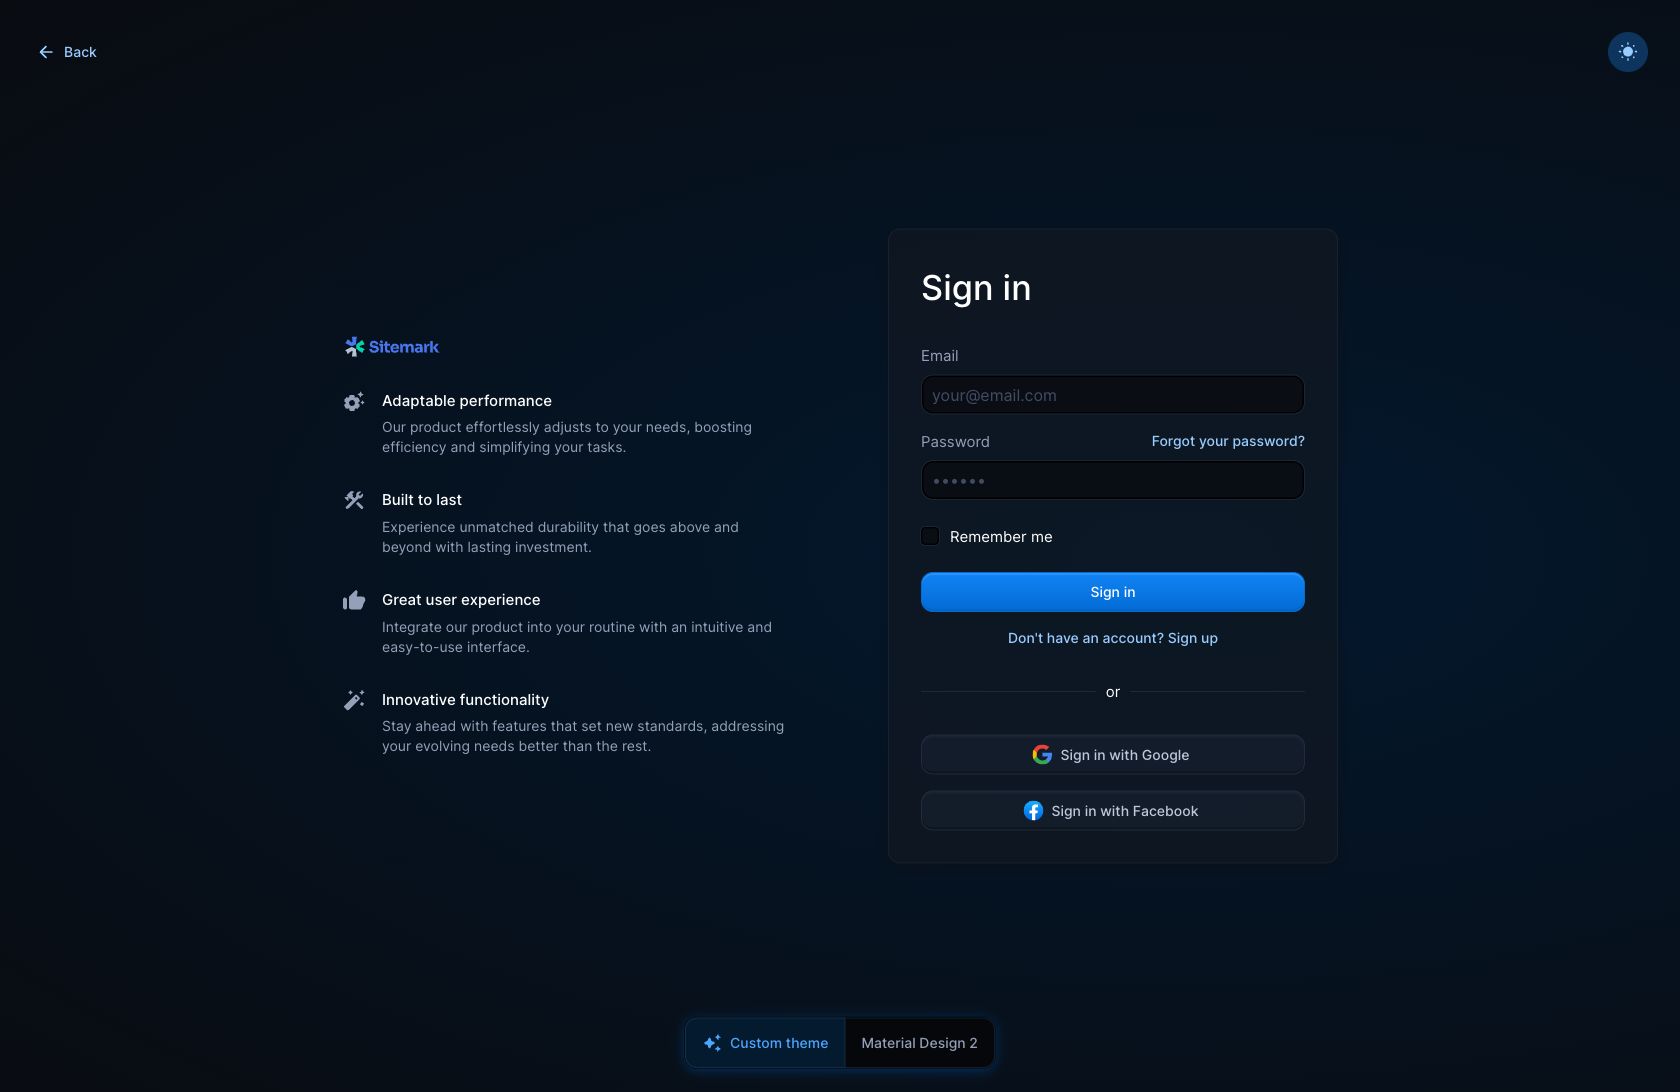 Back
Sitemark
Adaptable performance
Our product effortlessly adjusts to your needs, boosting
efficiency and simplifying your tasks.
Built to last
Experience unmatched durability that goes above and
beyond with lasting investment.
Great user experience
Integrate our product into your routine with an intuitive and
easy-to-use interface.
Innovative functionality
Stay ahead with features that set new standards, addressing
your evolving needs better than the rest.
Sign in
Email
your@email.com
Password Forgot your password?
••••••
Remember me
Sign in
Don't have an account? Sign up
or
Sign in with Google
Sign in with Facebook
Custom theme Material Design 2